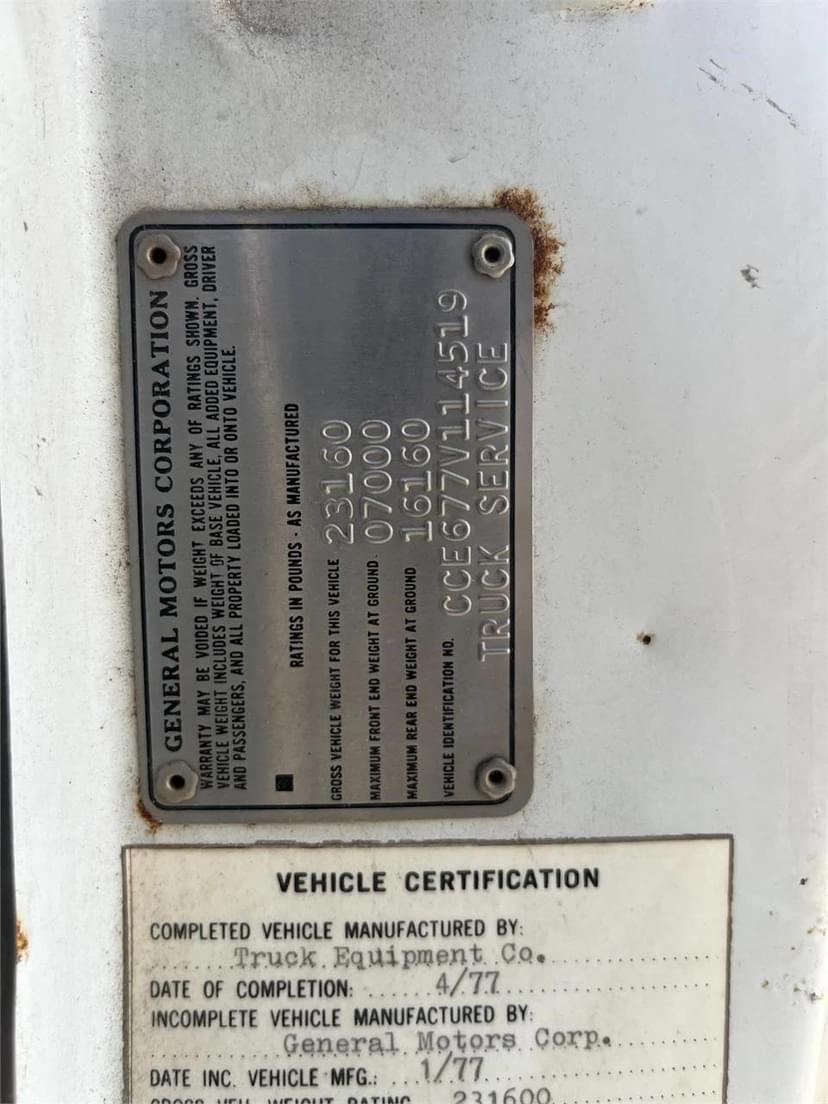 GENERAL MOTORS CORPORATION
WARRANTY MAY BE VOIDED IF WEIGHT EXCEEDS ANY OF RATINGS SHOWN. GROSS
VEHICLE WEIGHT INCLUDES WEIGHT OF BASE VEHICLE, ALL ADDED EQUIPMENT, DRIVER
AND PASSENGERS, AND ALL PROPERTY LOADED INTO OR ONTO VEHICLE.
RATINGS IN POUNDS - AS MANUFACTURED
GROSS VEHICLE WEIGHT FOR THIS VEHICLE 23160
MAXIMUM FRONT END WEIGHT AT GROUND 07000
MAXIMUM REAR END WEIGHT AT GROUND 16160
VEHICLE IDENTIFICATION NO. CCE677V114519
TRUCK SERVICE
VEHICLE CERTIFICATION
COMPLETED VEHICLE MANUFACTURED BY:
Truck Equipment Co.
DATE OF COMPLETION: 4/77
INCOMPLETE VEHICLE MANUFACTURED BY:
General Motors Corp.
DATE INC. VEHICLE MFG.: 1/77
GROSS VEH. WEIGHT RATING 231600